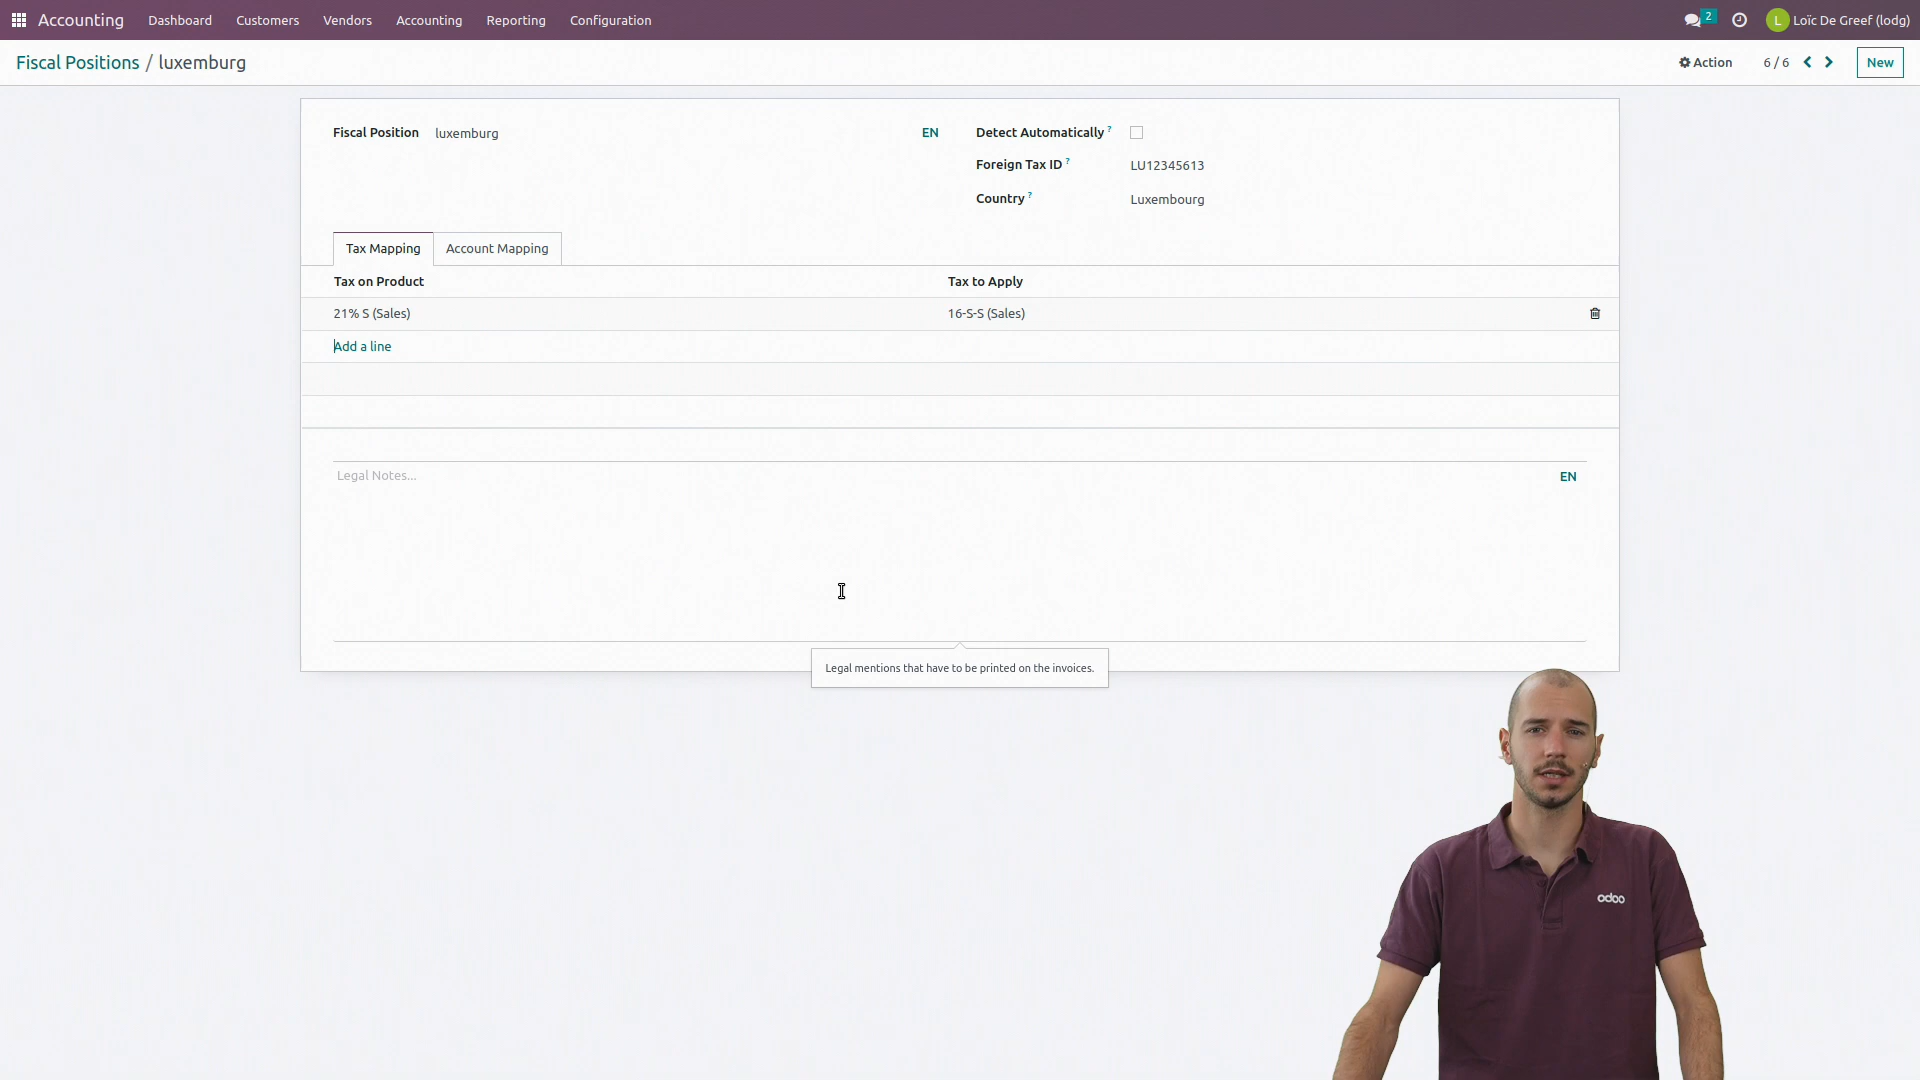 Accounting Dashboard Customers Vendors Accounting Reporting Configuration 2 L Loïc De Greef (lodg)
Fiscal Positions / luxemburg Action 6 / 6 New
Fiscal Position luxemburg EN Detect Automatically ?
Foreign Tax ID ? LU12345613
Country ? Luxembourg
Tax Mapping Account Mapping
Tax on Product Tax to Apply
21% S (Sales) 16-S-S (Sales)
Add a line
Legal Notes... EN
Legal mentions that have to be printed on the invoices.
odoo